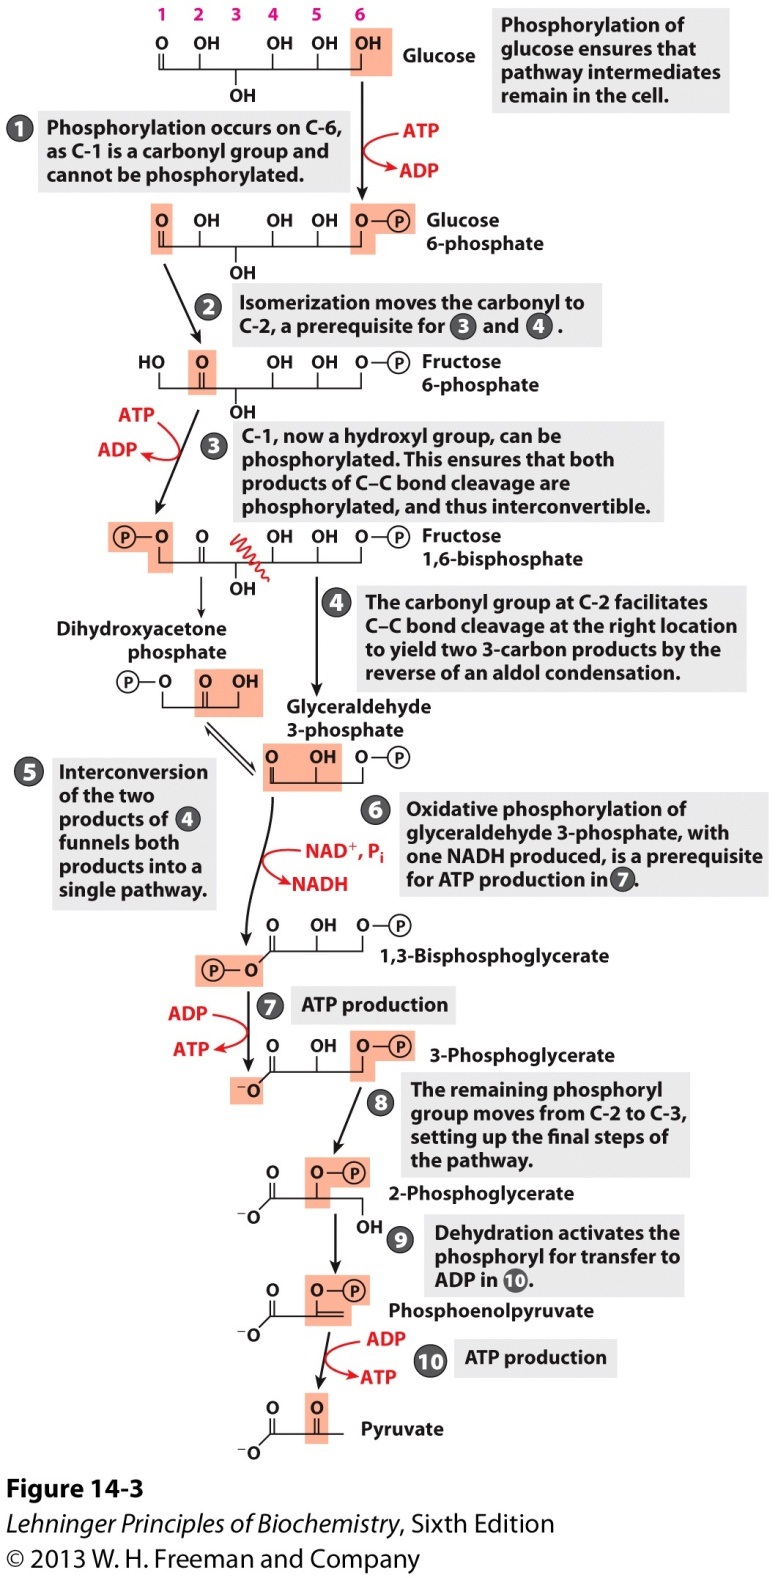 1 2 3 4 5 6
O OH OH OH OH
OH
Glucose
Phosphorylation of
glucose ensures that
pathway intermediates
remain in the cell.
1 Phosphorylation occurs on C-6,
as C-1 is a carbonyl group and
cannot be phosphorylated.
ATP
ADP
O OH OH OH O P
OH
Glucose
6-phosphate
2 Isomerization moves the carbonyl to
C-2, a prerequisite for 3 and 4.
HO O OH OH O P
OH
Fructose
6-phosphate
ATP
ADP
3 C-1, now a hydroxyl group, can be
phosphorylated. This ensures that both
products of C–C bond cleavage are
phosphorylated, and thus interconvertible.
P O O OH OH O P
OH
Fructose
1,6-bisphosphate
4 The carbonyl group at C-2 facilitates
C–C bond cleavage at the right location
to yield two 3-carbon products by the
reverse of an aldol condensation.
Dihydroxyacetone
phosphate
P O O OH
Glyceraldehyde
3-phosphate
O OH O P
5 Interconversion
of the two
products of 4
funnels both
products into a
single pathway.
6 Oxidative phosphorylation of
glyceraldehyde 3-phosphate, with
one NADH produced, is a prerequisite
for ATP production in 7.
NAD⁺, Pᵢ
NADH
O OH O P
P O
1,3-Bisphosphoglycerate
7 ATP production
ADP
ATP
O OH O P
⁻O
3-Phosphoglycerate
8 The remaining phosphoryl
group moves from C-2 to C-3,
setting up the final steps of
the pathway.
O O P
⁻O
OH
2-Phosphoglycerate
9 Dehydration activates the
phosphoryl for transfer to
ADP in 10.
O O P
⁻O
Phosphoenolpyruvate
ADP
ATP
10 ATP production
O O
⁻O
Pyruvate
Figure 14-3
Lehninger Principles of Biochemistry, Sixth Edition
© 2013 W. H. Freeman and Company